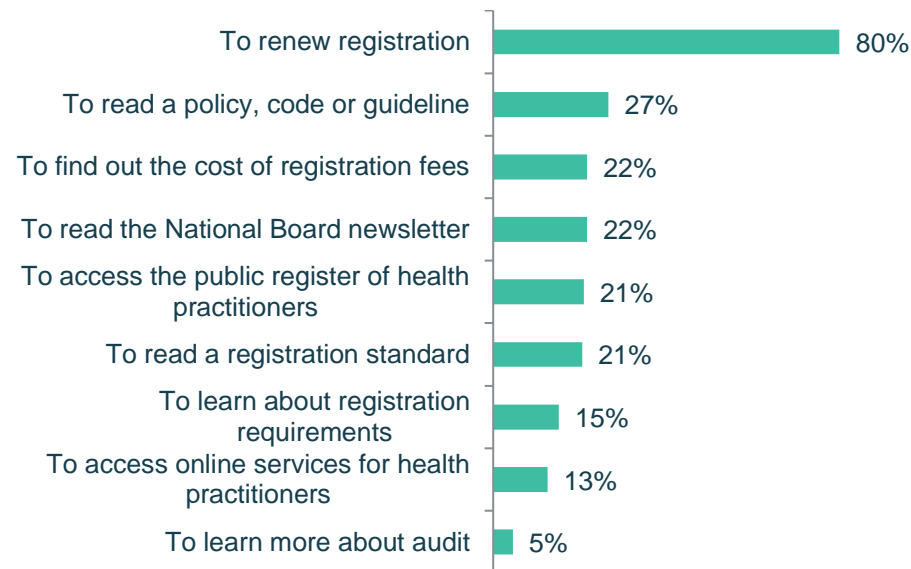 To renew registration 80%
To read a policy, code or guideline 27%
To find out the cost of registration fees 22%
To read the National Board newsletter 22%
To access the public register of health
practitioners 21%
To read a registration standard 21%
To learn about registration
requirements 15%
To access online services for health
practitioners 13%
To learn more about audit 5%